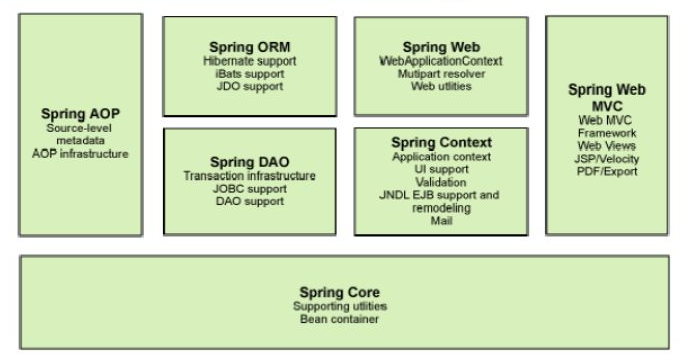 Spring AOP
Source-level
metadata
AOP infrastructure
Spring ORM
Hibernate support
iBats support
JDO support
Spring DAO
Transaction infrastructure
JOBC support
DAO support
Spring Web
WebApplicationContext
Mutipart resolver
Web utlities
Spring Context
Application context
UI support
Validation
JNDL EJB support and
remodeling
Mail
Spring Web
MVC
Web MVC
Framework
Web Views
JSP/Velocity
PDF/Export
Spring Core
Supporting utlities
Bean container